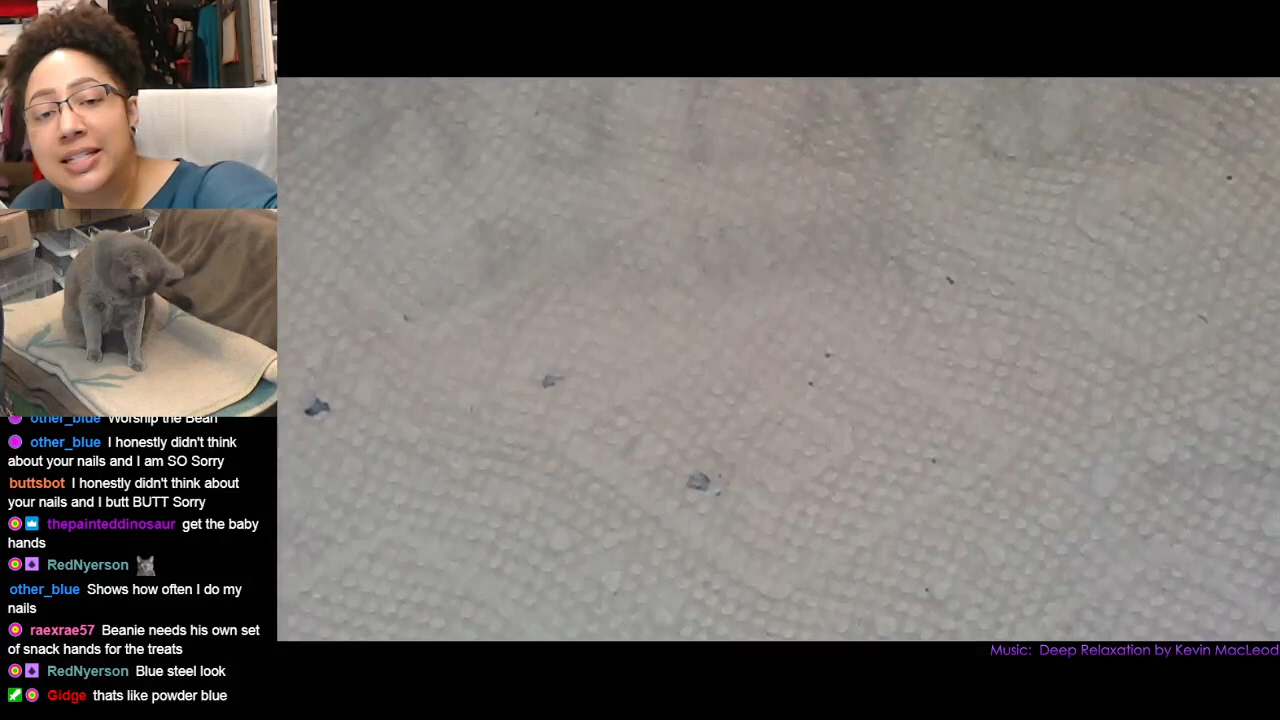 other_blue Worship the Bean
other_blue I honestly didn't think
about your nails and I am SO Sorry
buttsbot I honestly didn't think about
your nails and I butt BUTT Sorry
thepainteddinosaur get the baby
hands
RedNyerson
other_blue Shows how often I do my
nails
raexrae57 Beanie needs his own set
of snack hands for the treats
RedNyerson Blue steel look
Gidge thats like powder blue
Music: Deep Relaxation by Kevin MacLeod